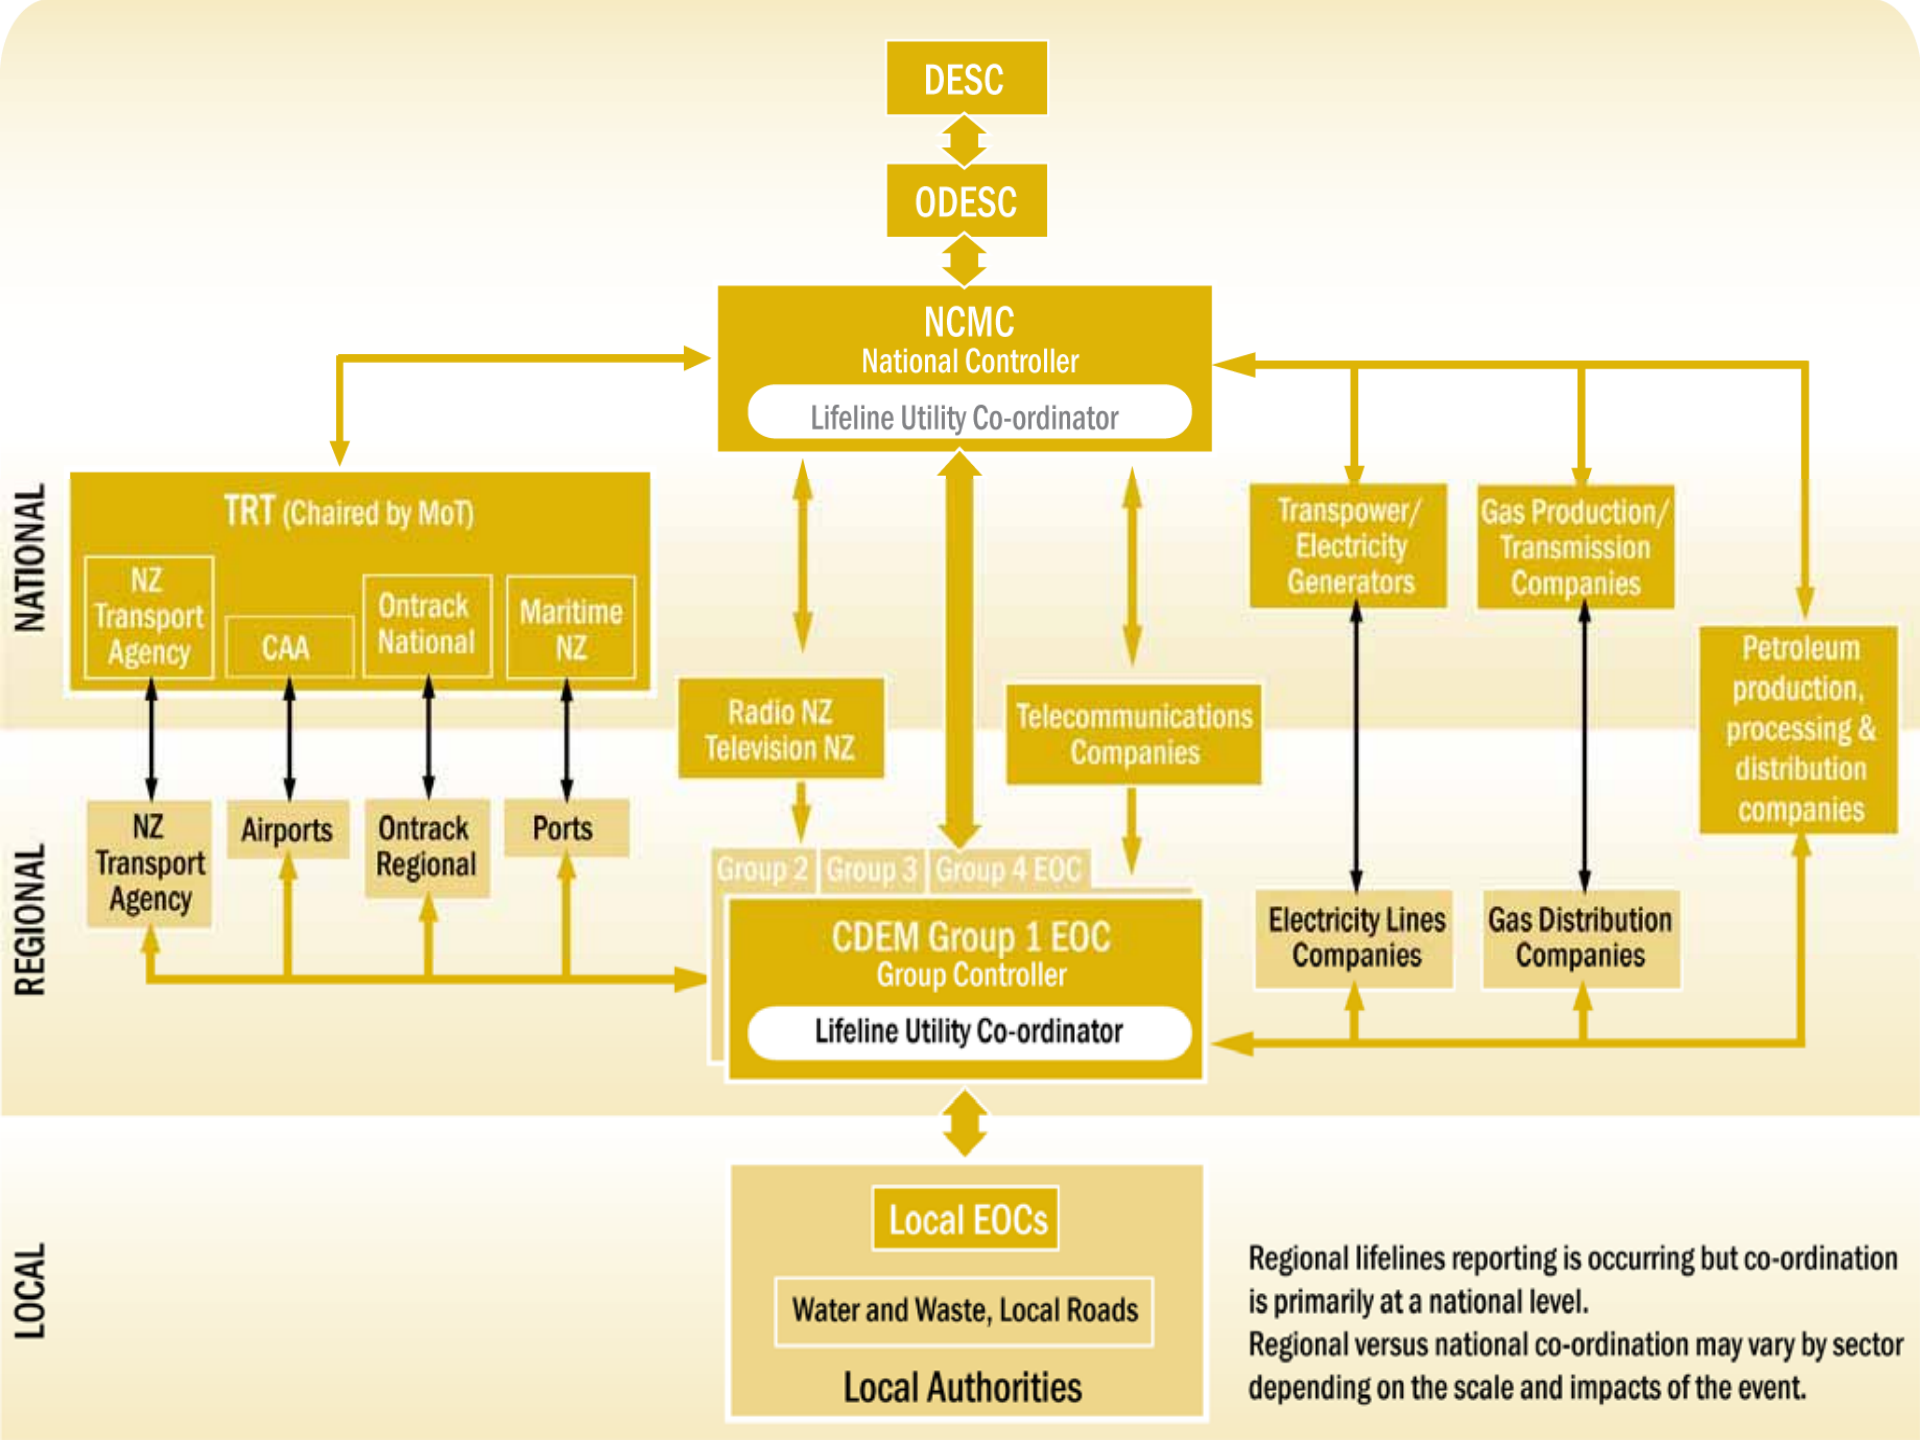 DESC
ODESC
NCMC
National Controller
Lifeline Utility Co-ordinator
NATIONAL
TRT (Chaired by MoT)
NZ
Transport
Agency
CAA
Ontrack
National
Maritime
NZ
Radio NZ
Television NZ
Telecommunications
Companies
Transpower/
Electricity
Generators
Gas Production/
Transmission
Companies
Petroleum
production,
processing &
distribution
companies
REGIONAL
NZ
Transport
Agency
Airports
Ontrack
Regional
Ports
Group 2
Group 3
Group 4 EOC
CDEM Group 1 EOC
Group Controller
Lifeline Utility Co-ordinator
Electricity Lines
Companies
Gas Distribution
Companies
LOCAL
Local EOCs
Water and Waste, Local Roads
Local Authorities
Regional lifelines reporting is occurring but co-ordination
is primarily at a national level.
Regional versus national co-ordination may vary by sector
depending on the scale and impacts of the event.